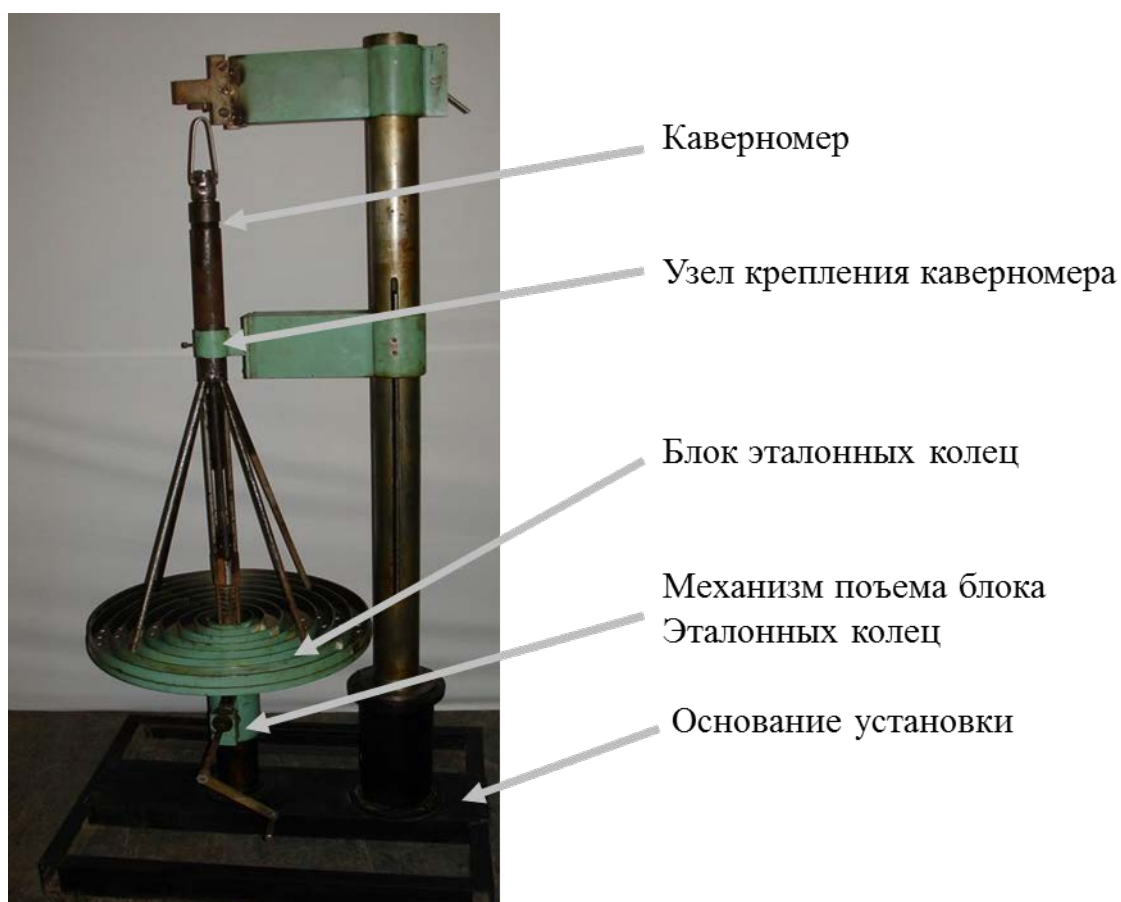 Каверномер
Узел крепления каверномера
Блок эталонных колец
Механизм поъема блока
Эталонных колец
Основание установки